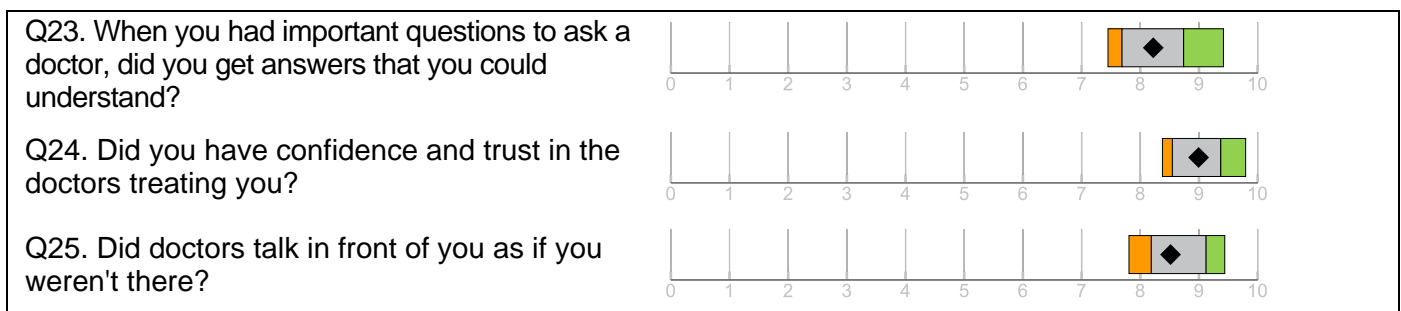 Q23. When you had important questions to ask a
doctor, did you get answers that you could
understand?
0 1 2 3 4 5 6 7 8 9 10
Q24. Did you have confidence and trust in the
doctors treating you?
0 1 2 3 4 5 6 7 8 9 10
Q25. Did doctors talk in front of you as if you
weren't there?
0 1 2 3 4 5 6 7 8 9 10